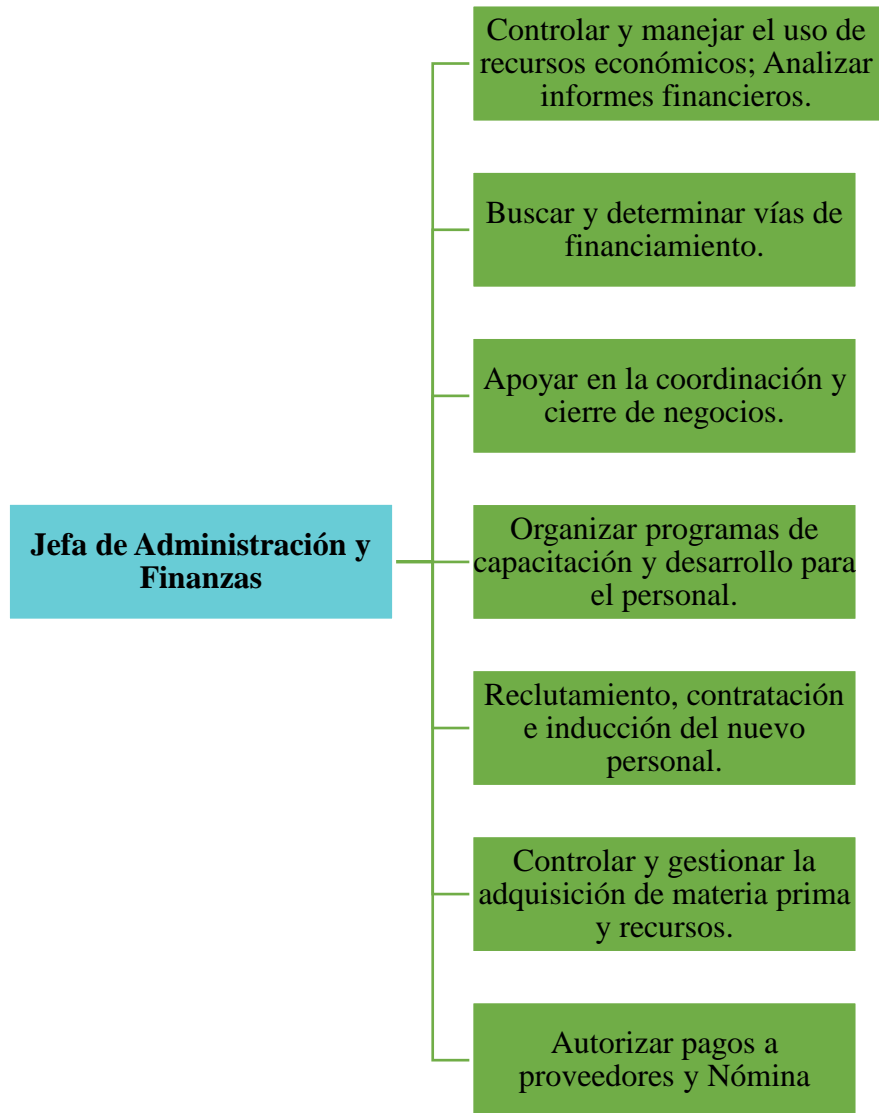 Controlar y manejar el uso de
recursos económicos; Analizar
informes financieros.
Buscar y determinar vías de
financiamiento.
Apoyar en la coordinación y
cierre de negocios.
Jefa de Administración y
Finanzas
Organizar programas de
capacitación y desarrollo para
el personal.
Reclutamiento, contratación
e inducción del nuevo
personal.
Controlar y gestionar la
adquisición de materia prima
y recursos.
Autorizar pagos a
proveedores y Nómina